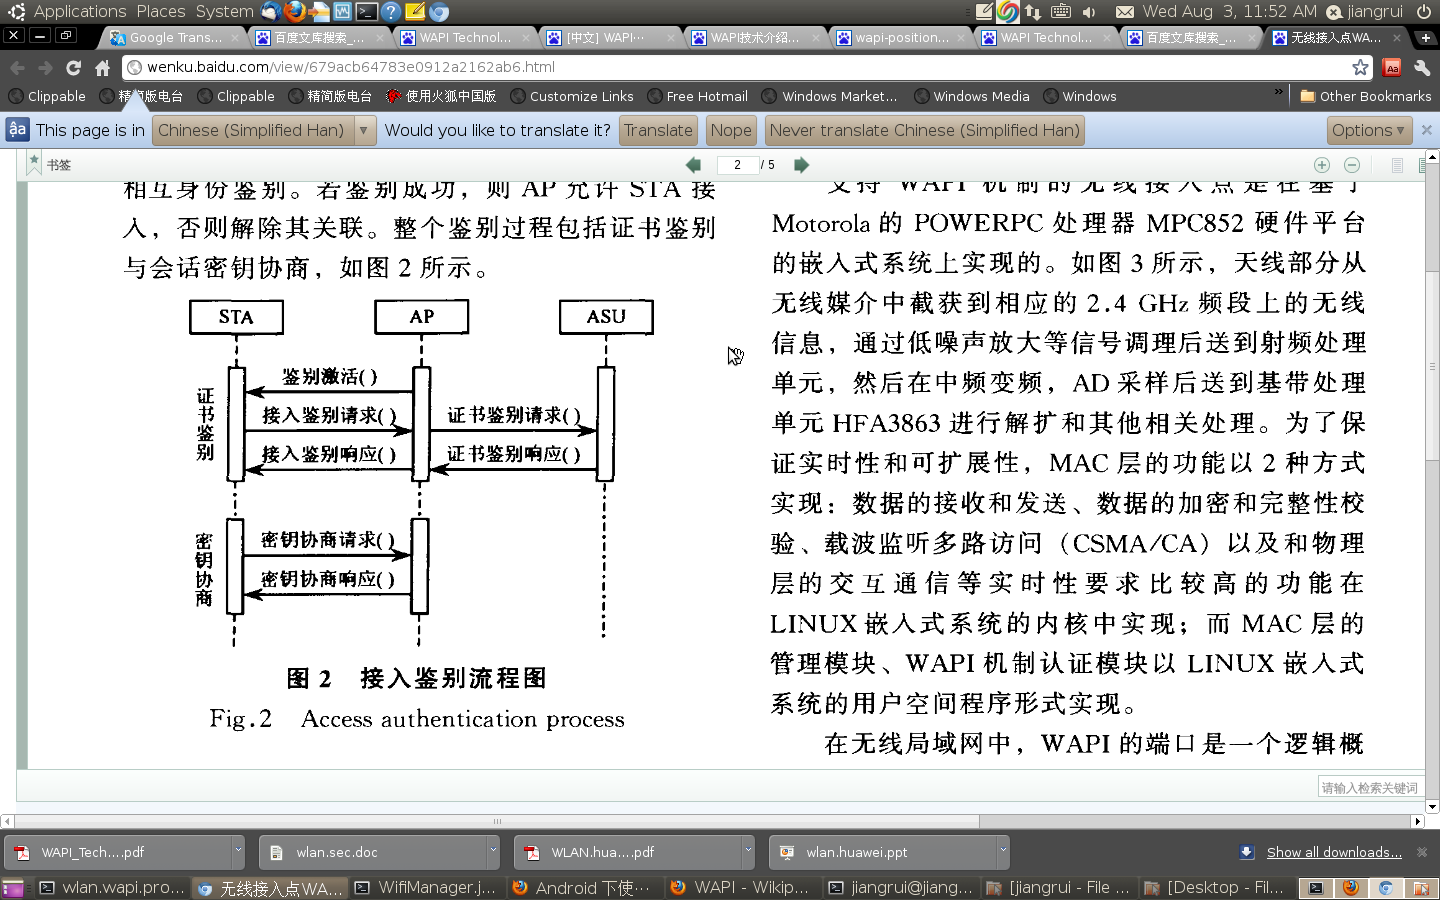 Applications Places System
Wed Aug 3, 11:52 AM
jiangrui
Google Trans...
百度文库搜索_...
WAPI Technol...
[中文] WAPI...
WAPI技术介绍...
wapi-position...
WAPI Technol...
百度文库搜索_...
无线接入点WA...
wenku.baidu.com/view/679acb64783e0912a2162ab6.html
Clippable
精简版电台
Clippable
精简版电台
使用火狐中国版
Customize Links
Free Hotmail
Windows Market...
Windows Media
Windows
»
Other Bookmarks
This page is in
Chinese (Simplified Han)
Would you like to translate it?
Translate
Nope
Never translate Chinese (Simplified Han)
Options
书签
2 / 5
相互身份鉴别。若鉴别成功，则 AP 允许 STA 接
入，否则解除其关联。整个鉴别过程包括证书鉴别
与会话密钥协商，如图 2 所示。
STA
AP
ASU
证书鉴别
鉴别激活( )
接入鉴别请求( )
证书鉴别请求( )
接入鉴别响应( )
证书鉴别响应( )
密钥协商
密钥协商请求( )
密钥协商响应( )
图 2 接入鉴别流程图
Fig.2 Access authentication process
支持 WAPI 机制的无线接入点是在基于
Motorola 的 POWERPC 处理器 MPC852 硬件平台
的嵌入式系统上实现的。如图 3 所示，天线部分从
无线媒介中截获到相应的 2.4 GHz 频段上的无线
信息，通过低噪声放大等信号调理后送到射频处理
单元，然后在中频变频，AD 采样后送到基带处理
单元 HFA3863 进行解扩和其他相关处理。为了保
证实时性和可扩展性，MAC 层的功能以 2 种方式
实现：数据的接收和发送、数据的加密和完整性校
验、载波监听多路访问（CSMA/CA）以及和物理
层的交互通信等实时性要求比较高的功能在
LINUX 嵌入式系统的内核中实现；而 MAC 层的
管理模块、WAPI 机制认证模块以 LINUX 嵌入式
系统的用户空间程序形式实现。
在无线局域网中，WAPI 的端口是一个逻辑概
请输入检索关键词
WAPI_Tech....pdf
wlan.sec.doc
WLAN.hua....pdf
wlan.huawei.ppt
Show all downloads...
wlan.wapi.pro...
无线接入点WA...
WifiManager.j...
Android 下使...
WAPI - Wikip...
jiangrui@jiang...
[jiangrui - File ...
[Desktop - Fil...